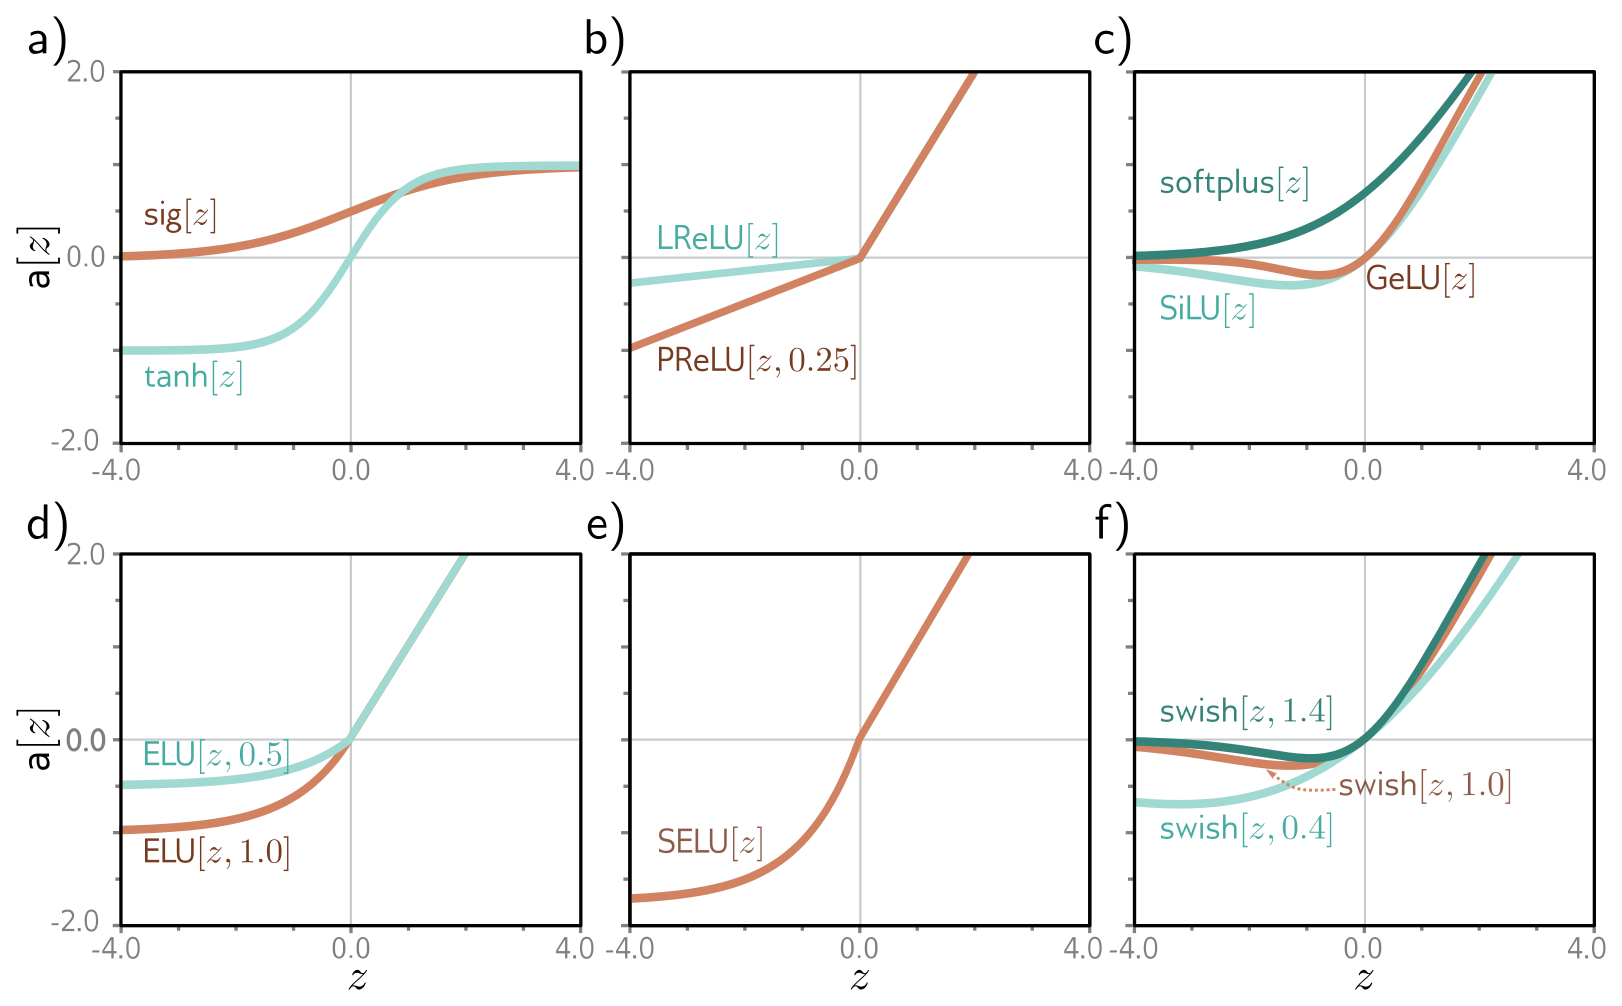 a)
b)
c)
2.0
softplus[z]
sig[z]
LReLU[z]
a[z]
0.0
GeLU[z]
SiLU[z]
PReLU[z, 0.25]
tanh[z]
-2.0
-4.0 0.0 4.0
-4.0 0.0 4.0
-4.0 0.0 4.0
d)
e)
f)
2.0
swish[z, 1.4]
a[z]
0.0
ELU[z, 0.5]
swish[z, 1.0]
swish[z, 0.4]
SELU[z]
ELU[z, 1.0]
-2.0
-4.0 0.0 4.0
-4.0 0.0 4.0
-4.0 0.0 4.0
z
z
z